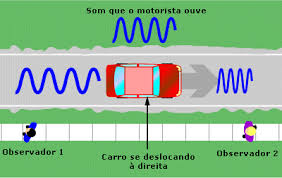 Som que o motorista ouve
Observador 1
Observador 2
Carro se deslocando
à direita